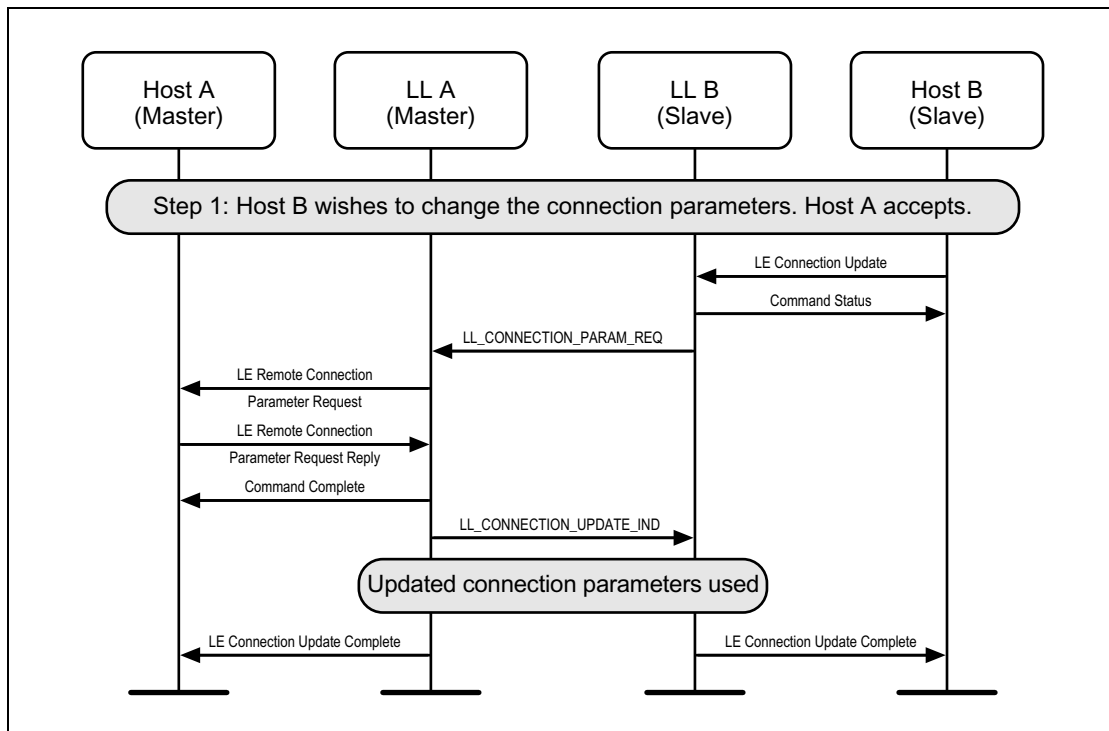 Host A
(Master)
LL A
(Master)
LL B
(Slave)
Host B
(Slave)
Step 1: Host B wishes to change the connection parameters. Host A accepts.
LE Connection Update
Command Status
LL_CONNECTION_PARAM_REQ
LE Remote Connection
Parameter Request
LE Remote Connection
Parameter Request Reply
Command Complete
LL_CONNECTION_UPDATE_IND
Updated connection parameters used
LE Connection Update Complete
LE Connection Update Complete